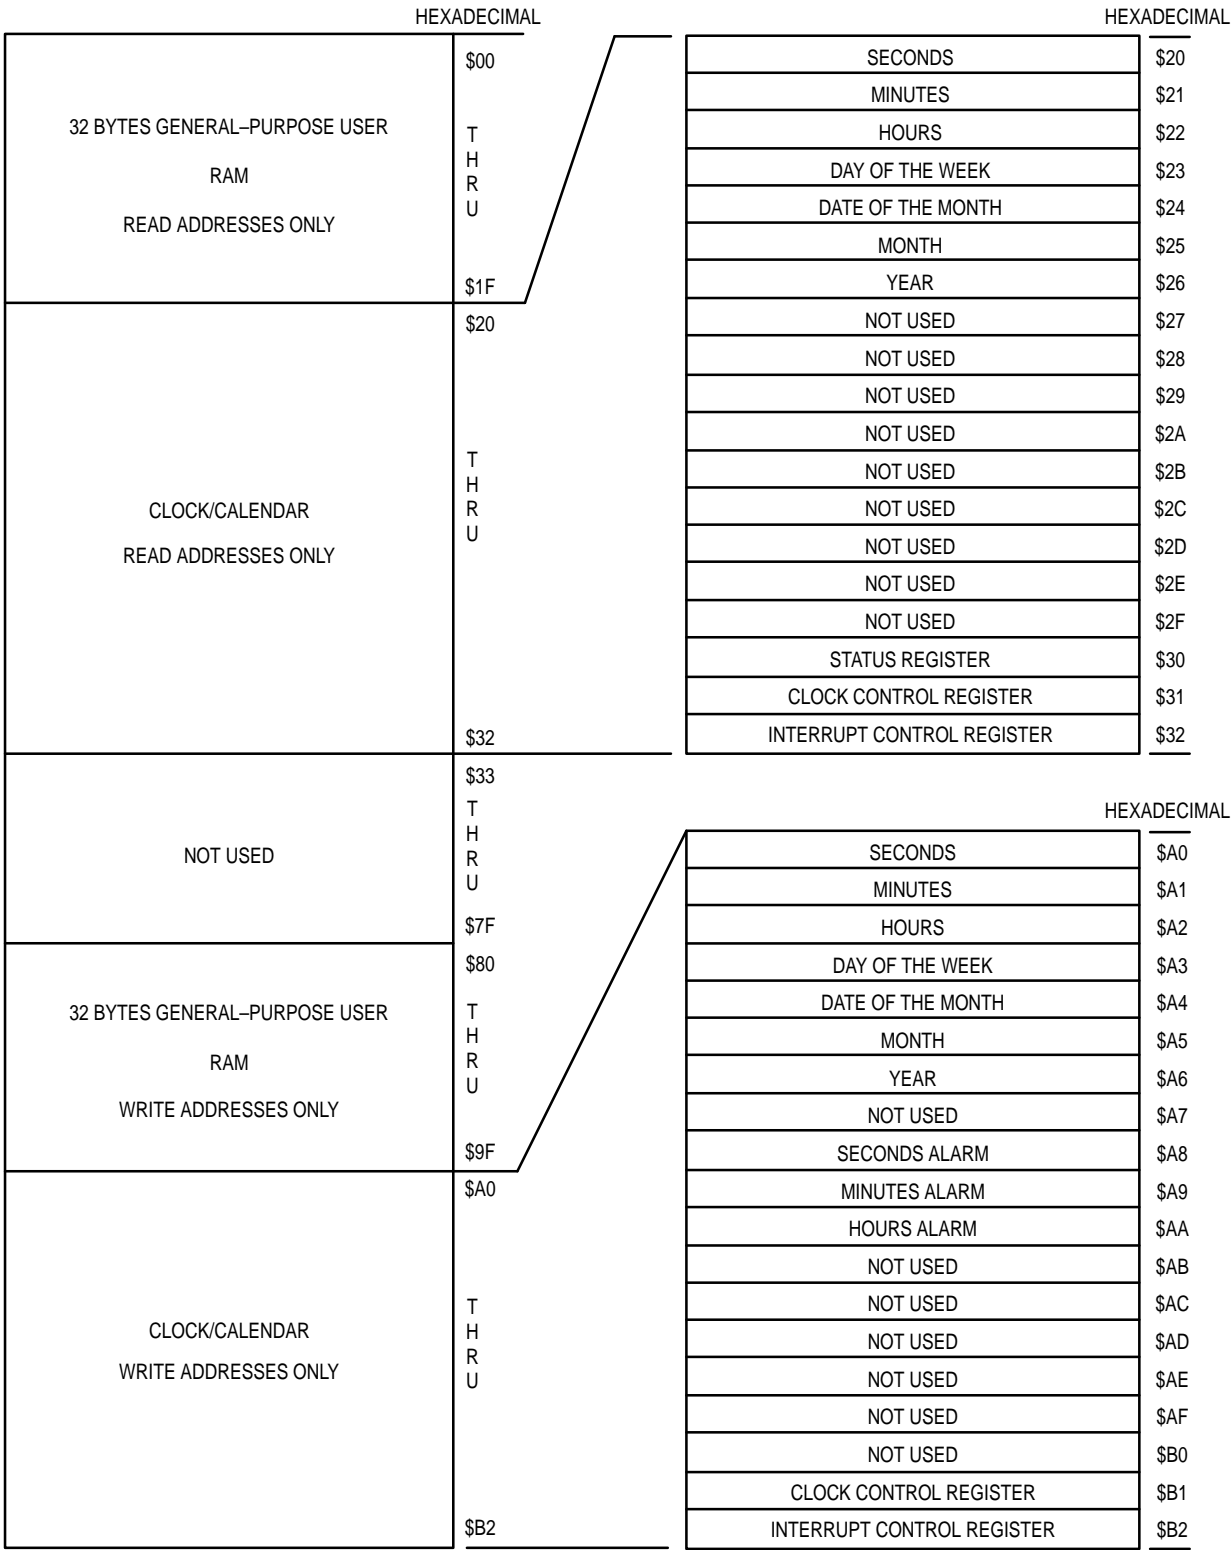 HEXADECIMAL
$00
32 BYTES GENERAL–PURPOSE USER
RAM
READ ADDRESSES ONLY
T
H
R
U
$1F
$20
CLOCK/CALENDAR
READ ADDRESSES ONLY
T
H
R
U
$32
$33
NOT USED
T
H
R
U
$7F
$80
32 BYTES GENERAL–PURPOSE USER
RAM
WRITE ADDRESSES ONLY
T
H
R
U
$9F
$A0
CLOCK/CALENDAR
WRITE ADDRESSES ONLY
T
H
R
U
$B2
HEXADECIMAL
SECONDS $20
MINUTES $21
HOURS $22
DAY OF THE WEEK $23
DATE OF THE MONTH $24
MONTH $25
YEAR $26
NOT USED $27
NOT USED $28
NOT USED $29
NOT USED $2A
NOT USED $2B
NOT USED $2C
NOT USED $2D
NOT USED $2E
NOT USED $2F
STATUS REGISTER $30
CLOCK CONTROL REGISTER $31
INTERRUPT CONTROL REGISTER $32
HEXADECIMAL
SECONDS $A0
MINUTES $A1
HOURS $A2
DAY OF THE WEEK $A3
DATE OF THE MONTH $A4
MONTH $A5
YEAR $A6
NOT USED $A7
SECONDS ALARM $A8
MINUTES ALARM $A9
HOURS ALARM $AA
NOT USED $AB
NOT USED $AC
NOT USED $AD
NOT USED $AE
NOT USED $AF
NOT USED $B0
CLOCK CONTROL REGISTER $B1
INTERRUPT CONTROL REGISTER $B2